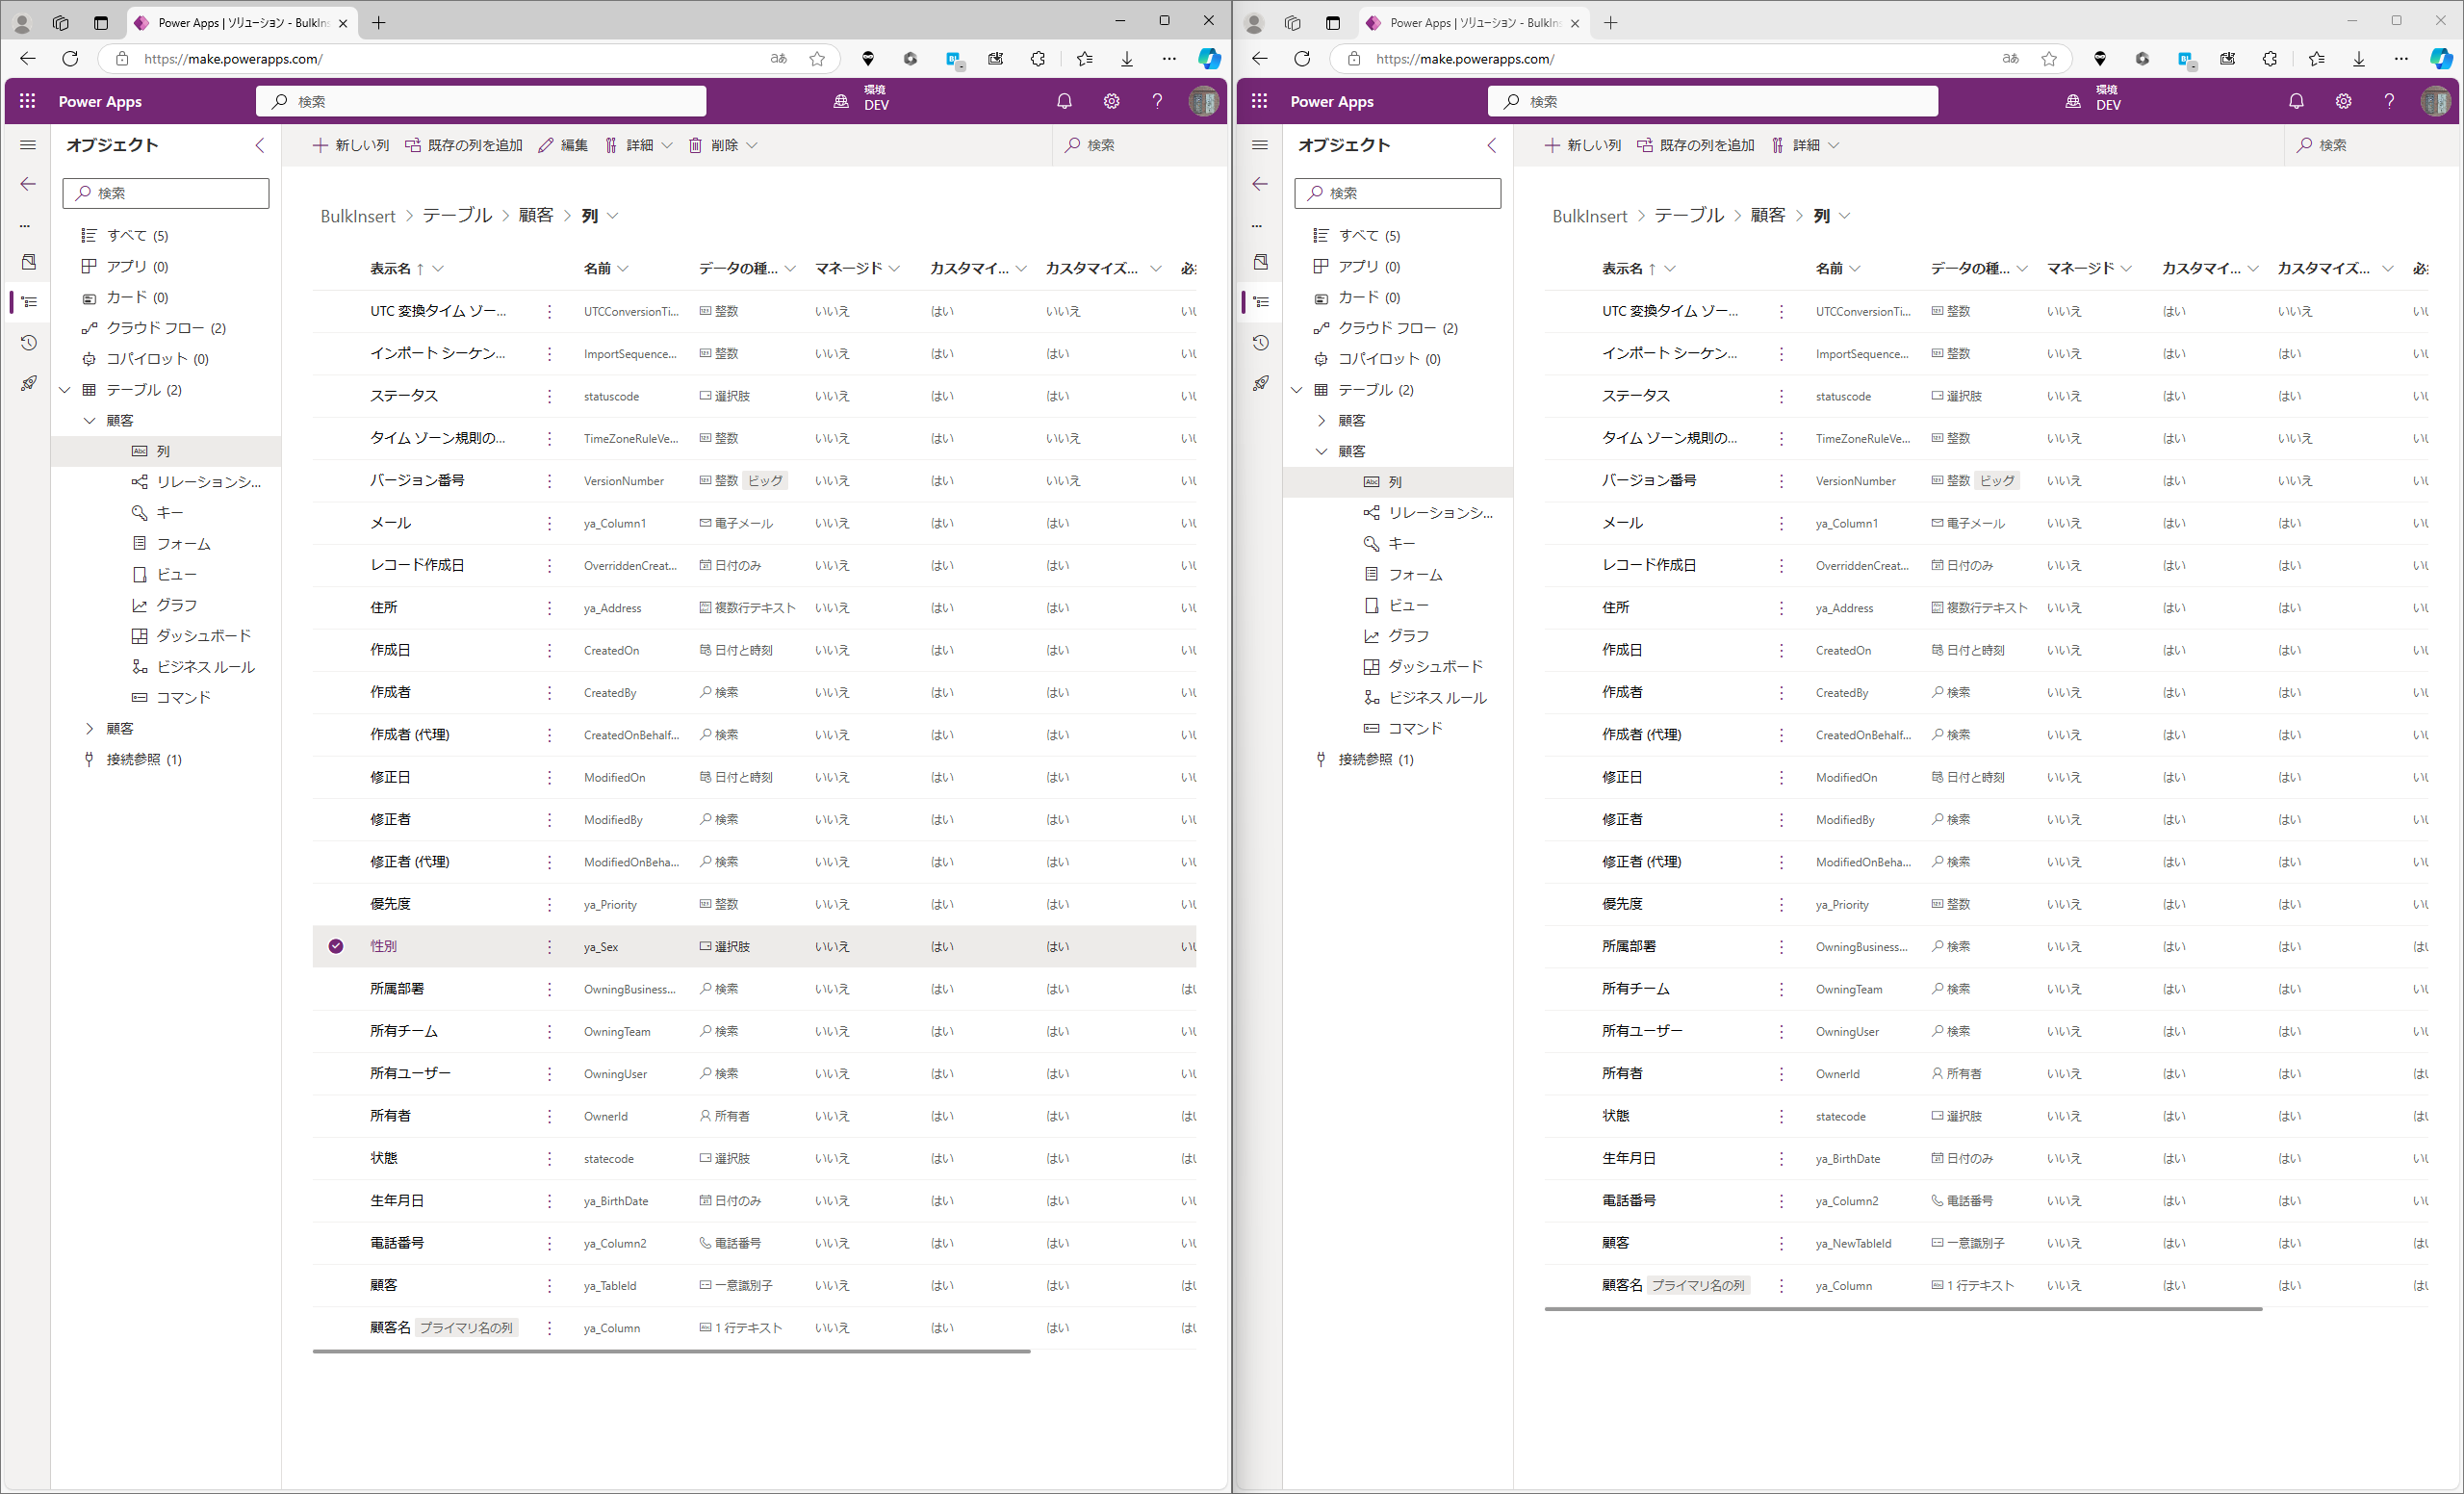 Power Apps | ソリューション - BulkIns
https://make.powerapps.com/
Power Apps
検索
環境
DEV
オブジェクト
検索
すべて (5)
アプリ (0)
カード (0)
クラウド フロー (2)
コパイロット (0)
テーブル (2)
顧客
列
リレーションシ...
キー
フォーム
ビュー
グラフ
ダッシュボード
ビジネス ルール
コマンド
顧客
接続参照 (1)
新しい列 既存の列を追加 編集 詳細 削除 検索
BulkInsert > テーブル > 顧客 > 列
表示名 ↑ 名前 データの種... マネージド カスタマイ... カスタマイズ...
UTC 変換タイム ゾー... UTCConversionTi... 整数 いいえ はい いいえ
インポート シーケン... ImportSequence... 整数 いいえ はい はい
ステータス statuscode 選択肢 いいえ はい はい
タイム ゾーン規則の... TimeZoneRuleVe... 整数 いいえ はい いいえ
バージョン番号 VersionNumber 整数 ビッグ いいえ はい いいえ
メール ya_Column1 電子メール いいえ はい はい
レコード作成日 OverriddenCreat... 日付のみ いいえ はい はい
住所 ya_Address 複数行テキスト いいえ はい はい
作成日 CreatedOn 日付と時刻 いいえ はい はい
作成者 CreatedBy 検索 いいえ はい はい
作成者 (代理) CreatedOnBehalf... 検索 いいえ はい はい
修正日 ModifiedOn 日付と時刻 いいえ はい はい
修正者 ModifiedBy 検索 いいえ はい はい
修正者 (代理) ModifiedOnBeha... 検索 いいえ はい はい
優先度 ya_Priority 整数 いいえ はい はい
性別 ya_Sex 選択肢 いいえ はい はい
所属部署 OwningBusiness... 検索 いいえ はい はい
所有チーム OwningTeam 検索 いいえ はい はい
所有ユーザー OwningUser 検索 いいえ はい はい
所有者 OwnerId 所有者 いいえ はい はい
状態 statecode 選択肢 いいえ はい はい
生年月日 ya_BirthDate 日付のみ いいえ はい はい
電話番号 ya_Column2 電話番号 いいえ はい はい
顧客 ya_TableId 一意識別子 いいえ はい はい
顧客名 プライマリ名の列 ya_Column 1 行テキスト いいえ はい はい
Power Apps | ソリューション - BulkIns
https://make.powerapps.com/
Power Apps
検索
環境
DEV
オブジェクト
検索
すべて (5)
アプリ (0)
カード (0)
クラウド フロー (2)
コパイロット (0)
テーブル (2)
顧客
顧客
列
リレーションシ...
キー
フォーム
ビュー
グラフ
ダッシュボード
ビジネス ルール
コマンド
接続参照 (1)
新しい列 既存の列を追加 詳細 検索
BulkInsert > テーブル > 顧客 > 列
表示名 ↑ 名前 データの種... マネージド カスタマイ... カスタマイズ...
UTC 変換タイム ゾー... UTCConversionTi... 整数 いいえ はい いいえ
インポート シーケン... ImportSequence... 整数 いいえ はい はい
ステータス statuscode 選択肢 いいえ はい はい
タイム ゾーン規則の... TimeZoneRuleVe... 整数 いいえ はい いいえ
バージョン番号 VersionNumber 整数 ビッグ いいえ はい いいえ
メール ya_Column1 電子メール いいえ はい はい
レコード作成日 OverriddenCreat... 日付のみ いいえ はい はい
住所 ya_Address 複数行テキスト いいえ はい はい
作成日 CreatedOn 日付と時刻 いいえ はい はい
作成者 CreatedBy 検索 いいえ はい はい
作成者 (代理) CreatedOnBehalf... 検索 いいえ はい はい
修正日 ModifiedOn 日付と時刻 いいえ はい はい
修正者 ModifiedBy 検索 いいえ はい はい
修正者 (代理) ModifiedOnBeha... 検索 いいえ はい はい
優先度 ya_Priority 整数 いいえ はい はい
所属部署 OwningBusiness... 検索 いいえ はい はい
所有チーム OwningTeam 検索 いいえ はい はい
所有ユーザー OwningUser 検索 いいえ はい はい
所有者 OwnerId 所有者 いいえ はい はい
状態 statecode 選択肢 いいえ はい はい
生年月日 ya_BirthDate 日付のみ いいえ はい はい
電話番号 ya_Column2 電話番号 いいえ はい はい
顧客 ya_NewTableId 一意識別子 いいえ はい はい
顧客名 プライマリ名の列 ya_Column 1 行テキスト いいえ はい はい